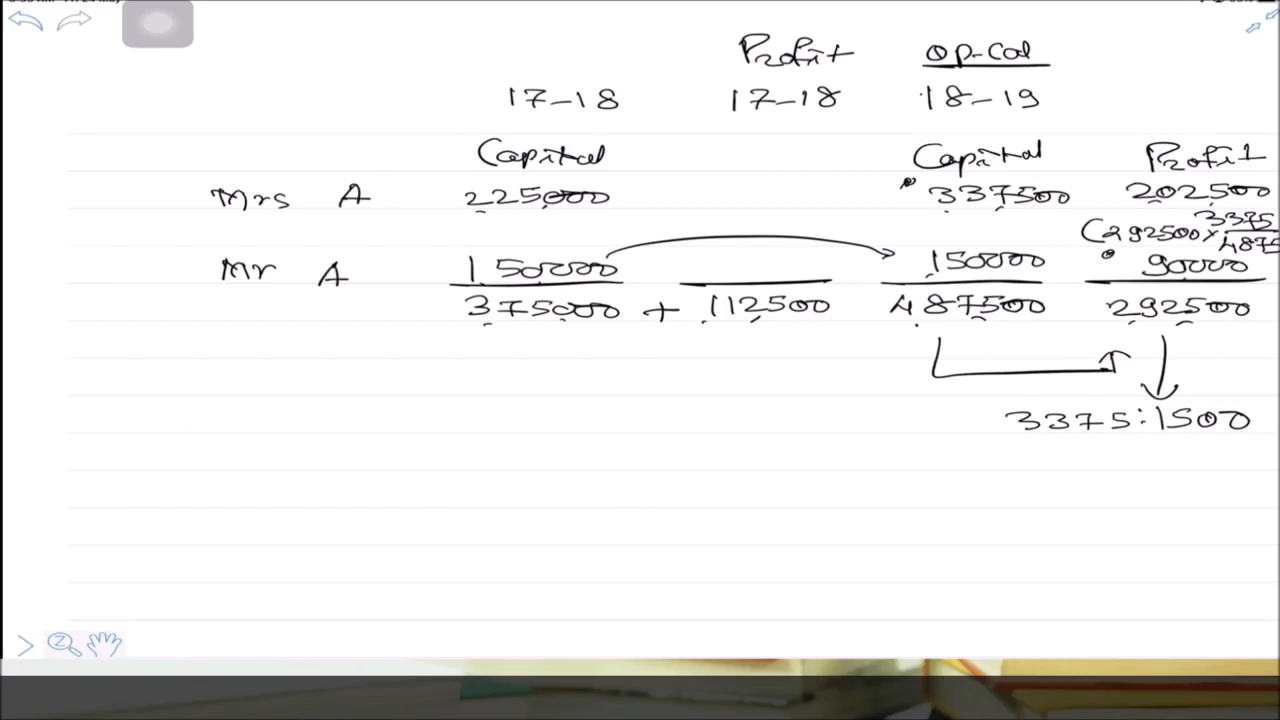 Profit Op-Cal
17-18 17-18 18-19
Capital Capital Profit
Mrs A 225000 337500 202500
(292500 × 3375/4875
Mr A 150000 150000 90000
375000 + 112500 487500 292500
3375:1500